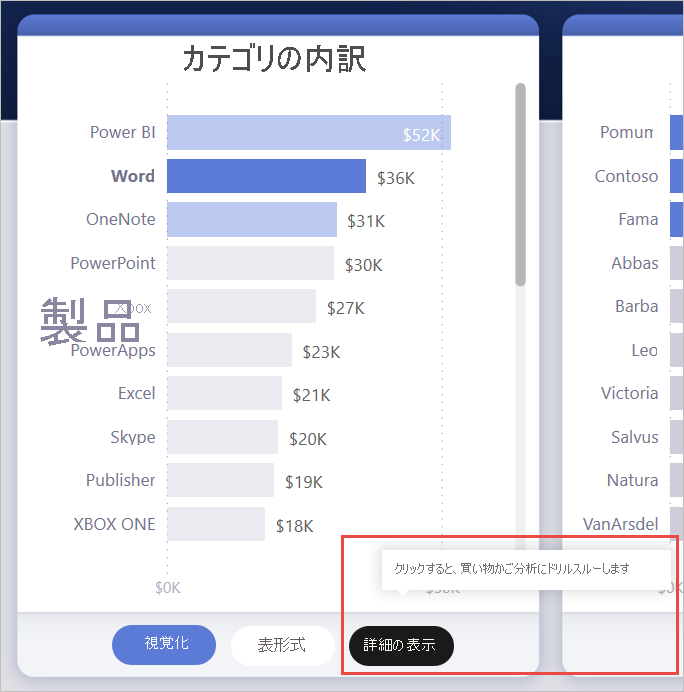 カテゴリの内訳
Power BI $52K
Word $36K
OneNote $31K
PowerPoint $30K
Xbox $27K
製品
PowerApps $23K
Excel $21K
Skype $20K
Publisher $19K
XBOX ONE $18K
$0K
クリックすると、買い物かご分析にドリルスルーします
視覚化
表形式
詳細の表示
Contoso
Fama
Abbas
Barba
Leo
Victoria
Salvus
Natura
VanArsdel